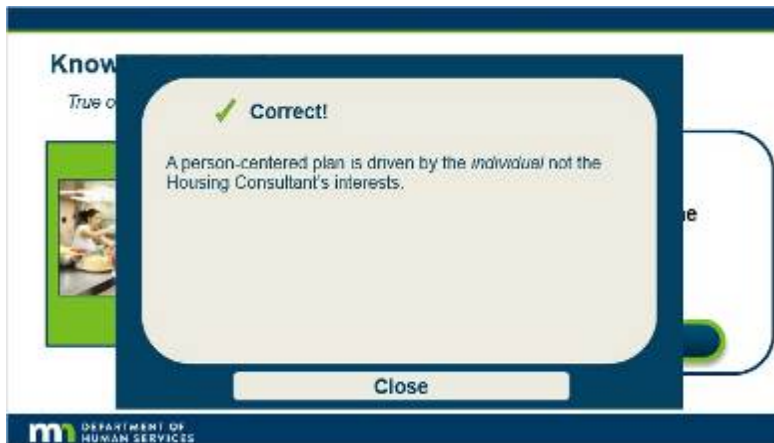 Know
True o
✓ Correct!
A person-centered plan is driven by the individual not the
Housing Consultant's interests.
e
Close
mn DEPARTMENT OF
HUMAN SERVICES